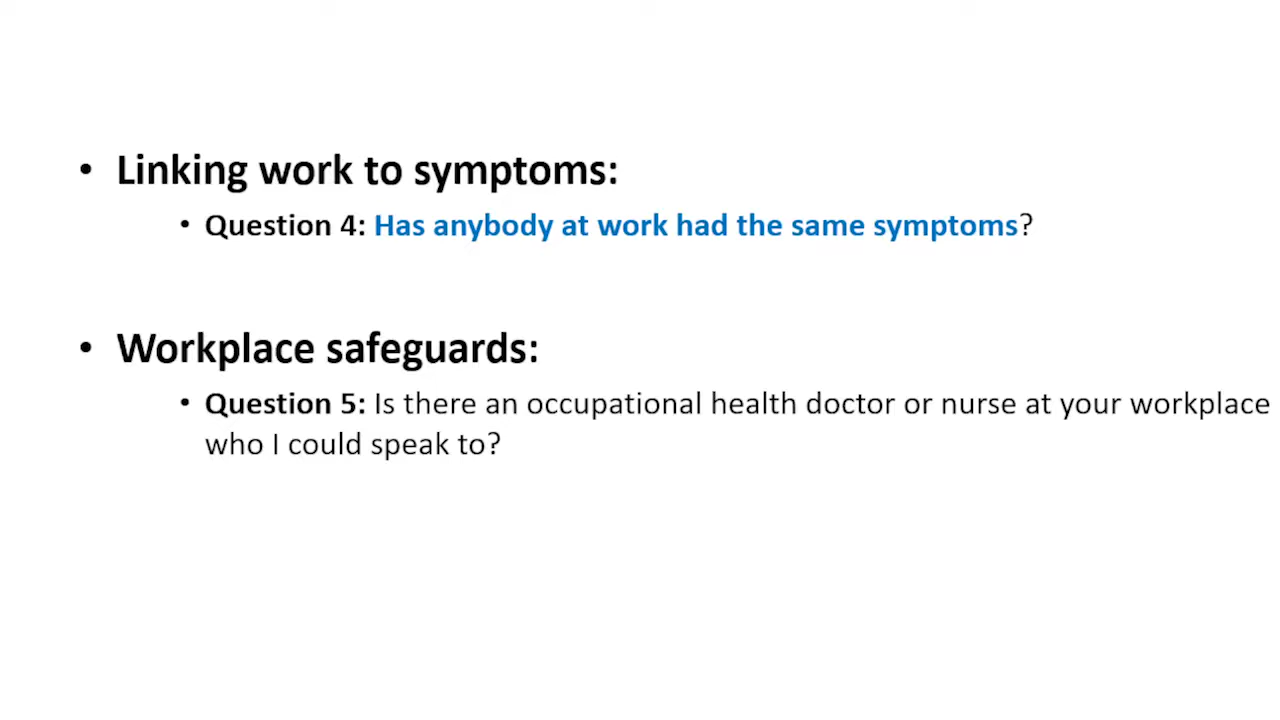 • Linking work to symptoms:
• Question 4: Has anybody at work had the same symptoms?
• Workplace safeguards:
• Question 5: Is there an occupational health doctor or nurse at your workplace
who I could speak to?